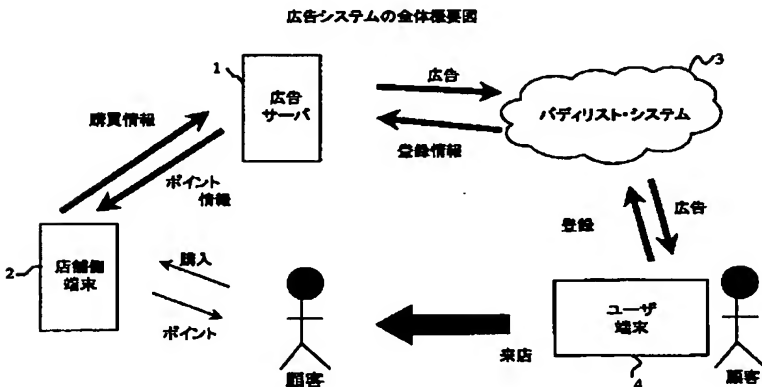 広告システムの全体概要図
1
広告
サーバ
広告
登録情報
3
バディリスト・システム
購買情報
ポイント
情報
登録
広告
2
店舗側
端末
購入
ポイント
顧客
来店
ユーザ
端末
4
顧客